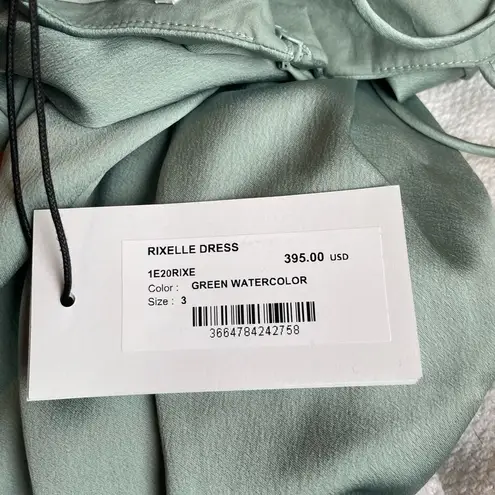 RIXELLE DRESS 395.00 USD
1E20RIXE
Color : GREEN WATERCOLOR
Size : 3
3664784242758